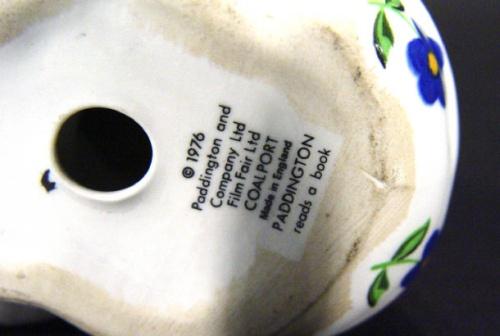 © 1976
Paddington and
Company Ltd
Film Fair Ltd
COALPORT
Made in England
PADDINGTON
reads a book